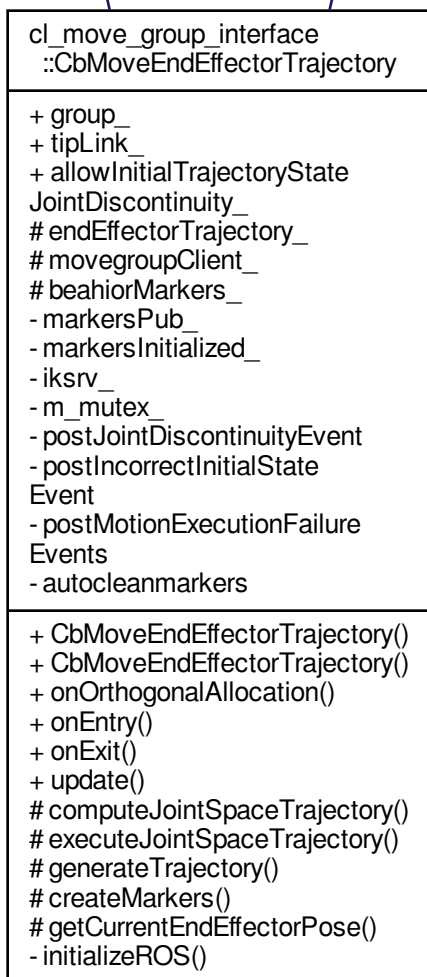 cl_move_group_interface
::CbMoveEndEffectorTrajectory
+ group_
+ tipLink_
+ allowInitialTrajectoryState
JointDiscontinuity_
# endEffectorTrajectory_
# movegroupClient_
# beahiorMarkers_
- markersPub_
- markersInitialized_
- iksrv_
- m_mutex_
- postJointDiscontinuityEvent
- postIncorrectInitialState
Event
- postMotionExecutionFailure
Events
- autocleanmarkers
+ CbMoveEndEffectorTrajectory()
+ CbMoveEndEffectorTrajectory()
+ onOrthogonalAllocation()
+ onEntry()
+ onExit()
+ update()
# computeJointSpaceTrajectory()
# executeJointSpaceTrajectory()
# generateTrajectory()
# createMarkers()
# getCurrentEndEffectorPose()
- initializeROS()